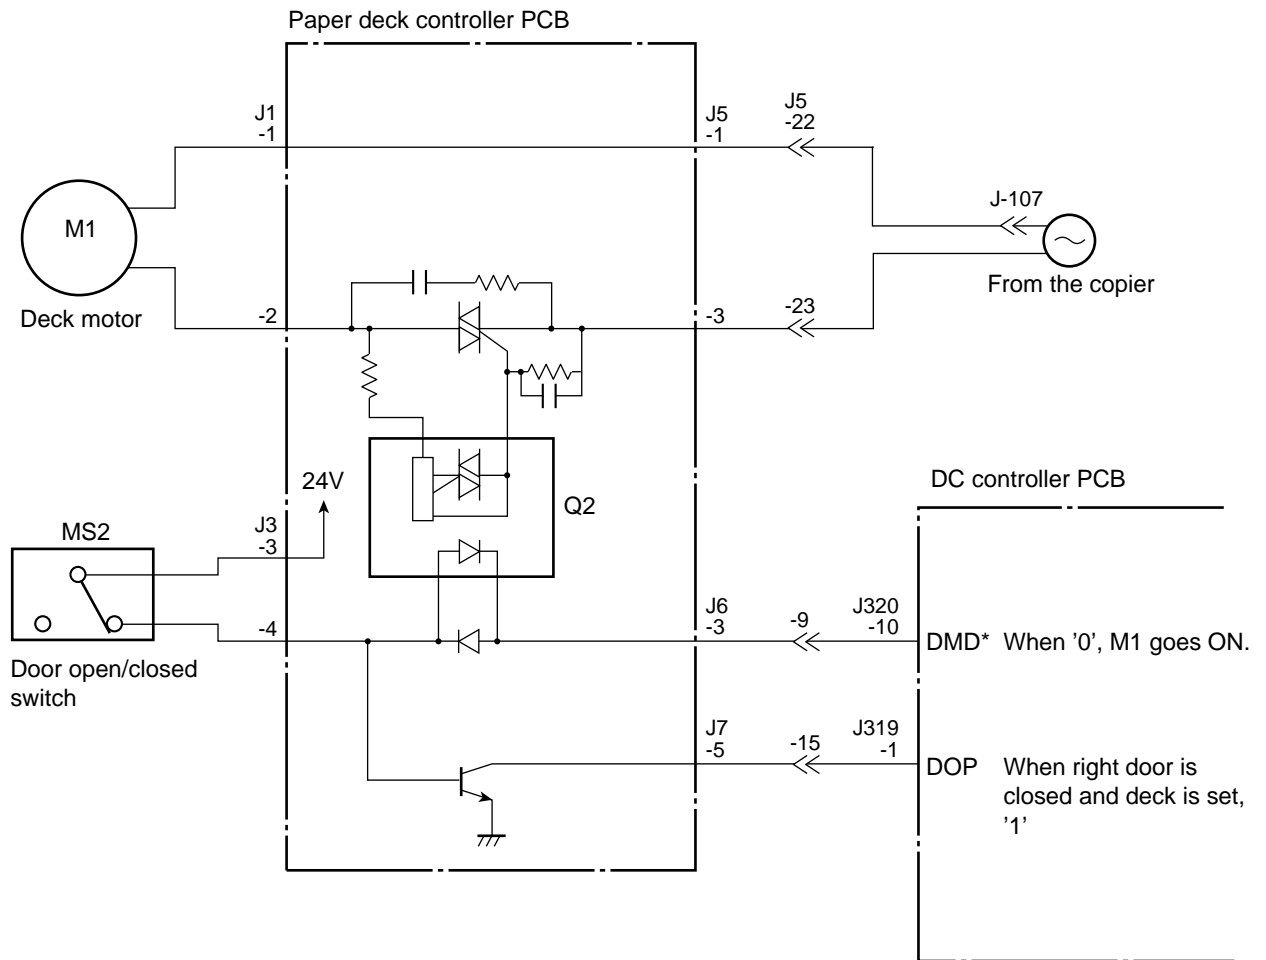 Paper deck controller PCB
J1
-1
J5
-1
J5
-22
J-107
M1
Deck motor
From the copier
-2
-3
-23
24V
Q2
DC controller PCB
MS2
J3
-3
-4
Door open/closed
switch
J6
-3
-9
J320
-10
DMD* When '0', M1 goes ON.
J7
-5
-15
J319
-1
DOP When right door is
closed and deck is set,
'1'